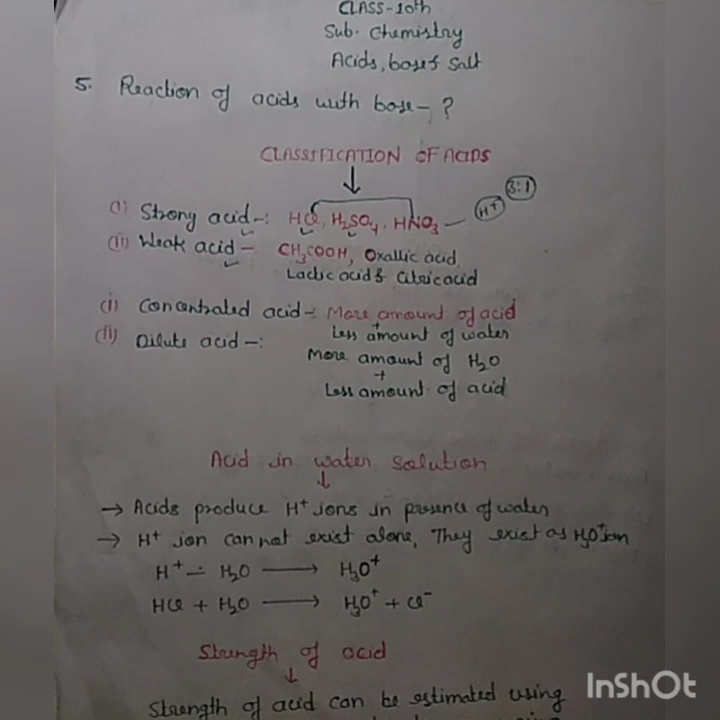 CLASS-10th
Sub. Chemistry
Acids, bases Salt
5. Reaction of acids with base- ?
CLASSIFICATION OF ACIDS
↓
3:1
(i) Strong acid -: HCl, H₂SO₄, HNO₃ — H⁺
(ii) Weak acid - CH₃COOH, Oxallic acid,
Lactic acid & Citric acid
(i) Concentrated acid -: More amount of acid
+
(ii) Dilute acid -: Less amount of water
More amount of H₂O
+
Less amount of acid
Acid in water solution
↓
→ Acids produce H⁺ ions in presence of water
→ H⁺ ion can not exist alone, They exist as H₃O⁺ ion
H⁺ + H₂O ⟶ H₃O⁺
HCl + H₂O ⟶ H₃O⁺ + Cl⁻
Strength of acid
↓
Strength of acid can be estimated using
InShOt